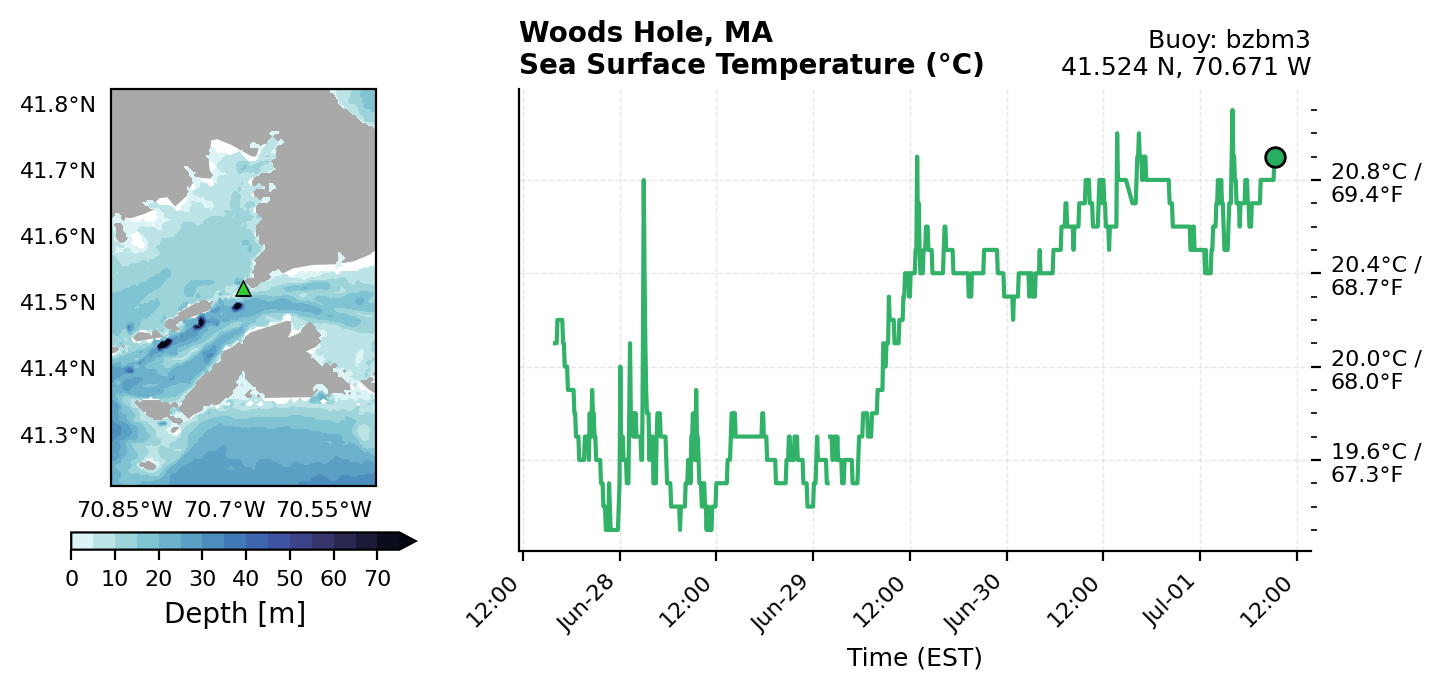 Woods Hole, MA
Sea Surface Temperature (°C)
Buoy: bzbm3
41.524 N, 70.671 W
41.8°N
41.7°N
41.6°N
41.5°N
41.4°N
41.3°N
70.85°W 70.7°W 70.55°W
0 10 20 30 40 50 60 70
Depth [m]
20.8°C /
69.4°F
20.4°C /
68.7°F
20.0°C /
68.0°F
19.6°C /
67.3°F
12:00 Jun-28 12:00 Jun-29 12:00 Jun-30 12:00 Jul-01 12:00
Time (EST)